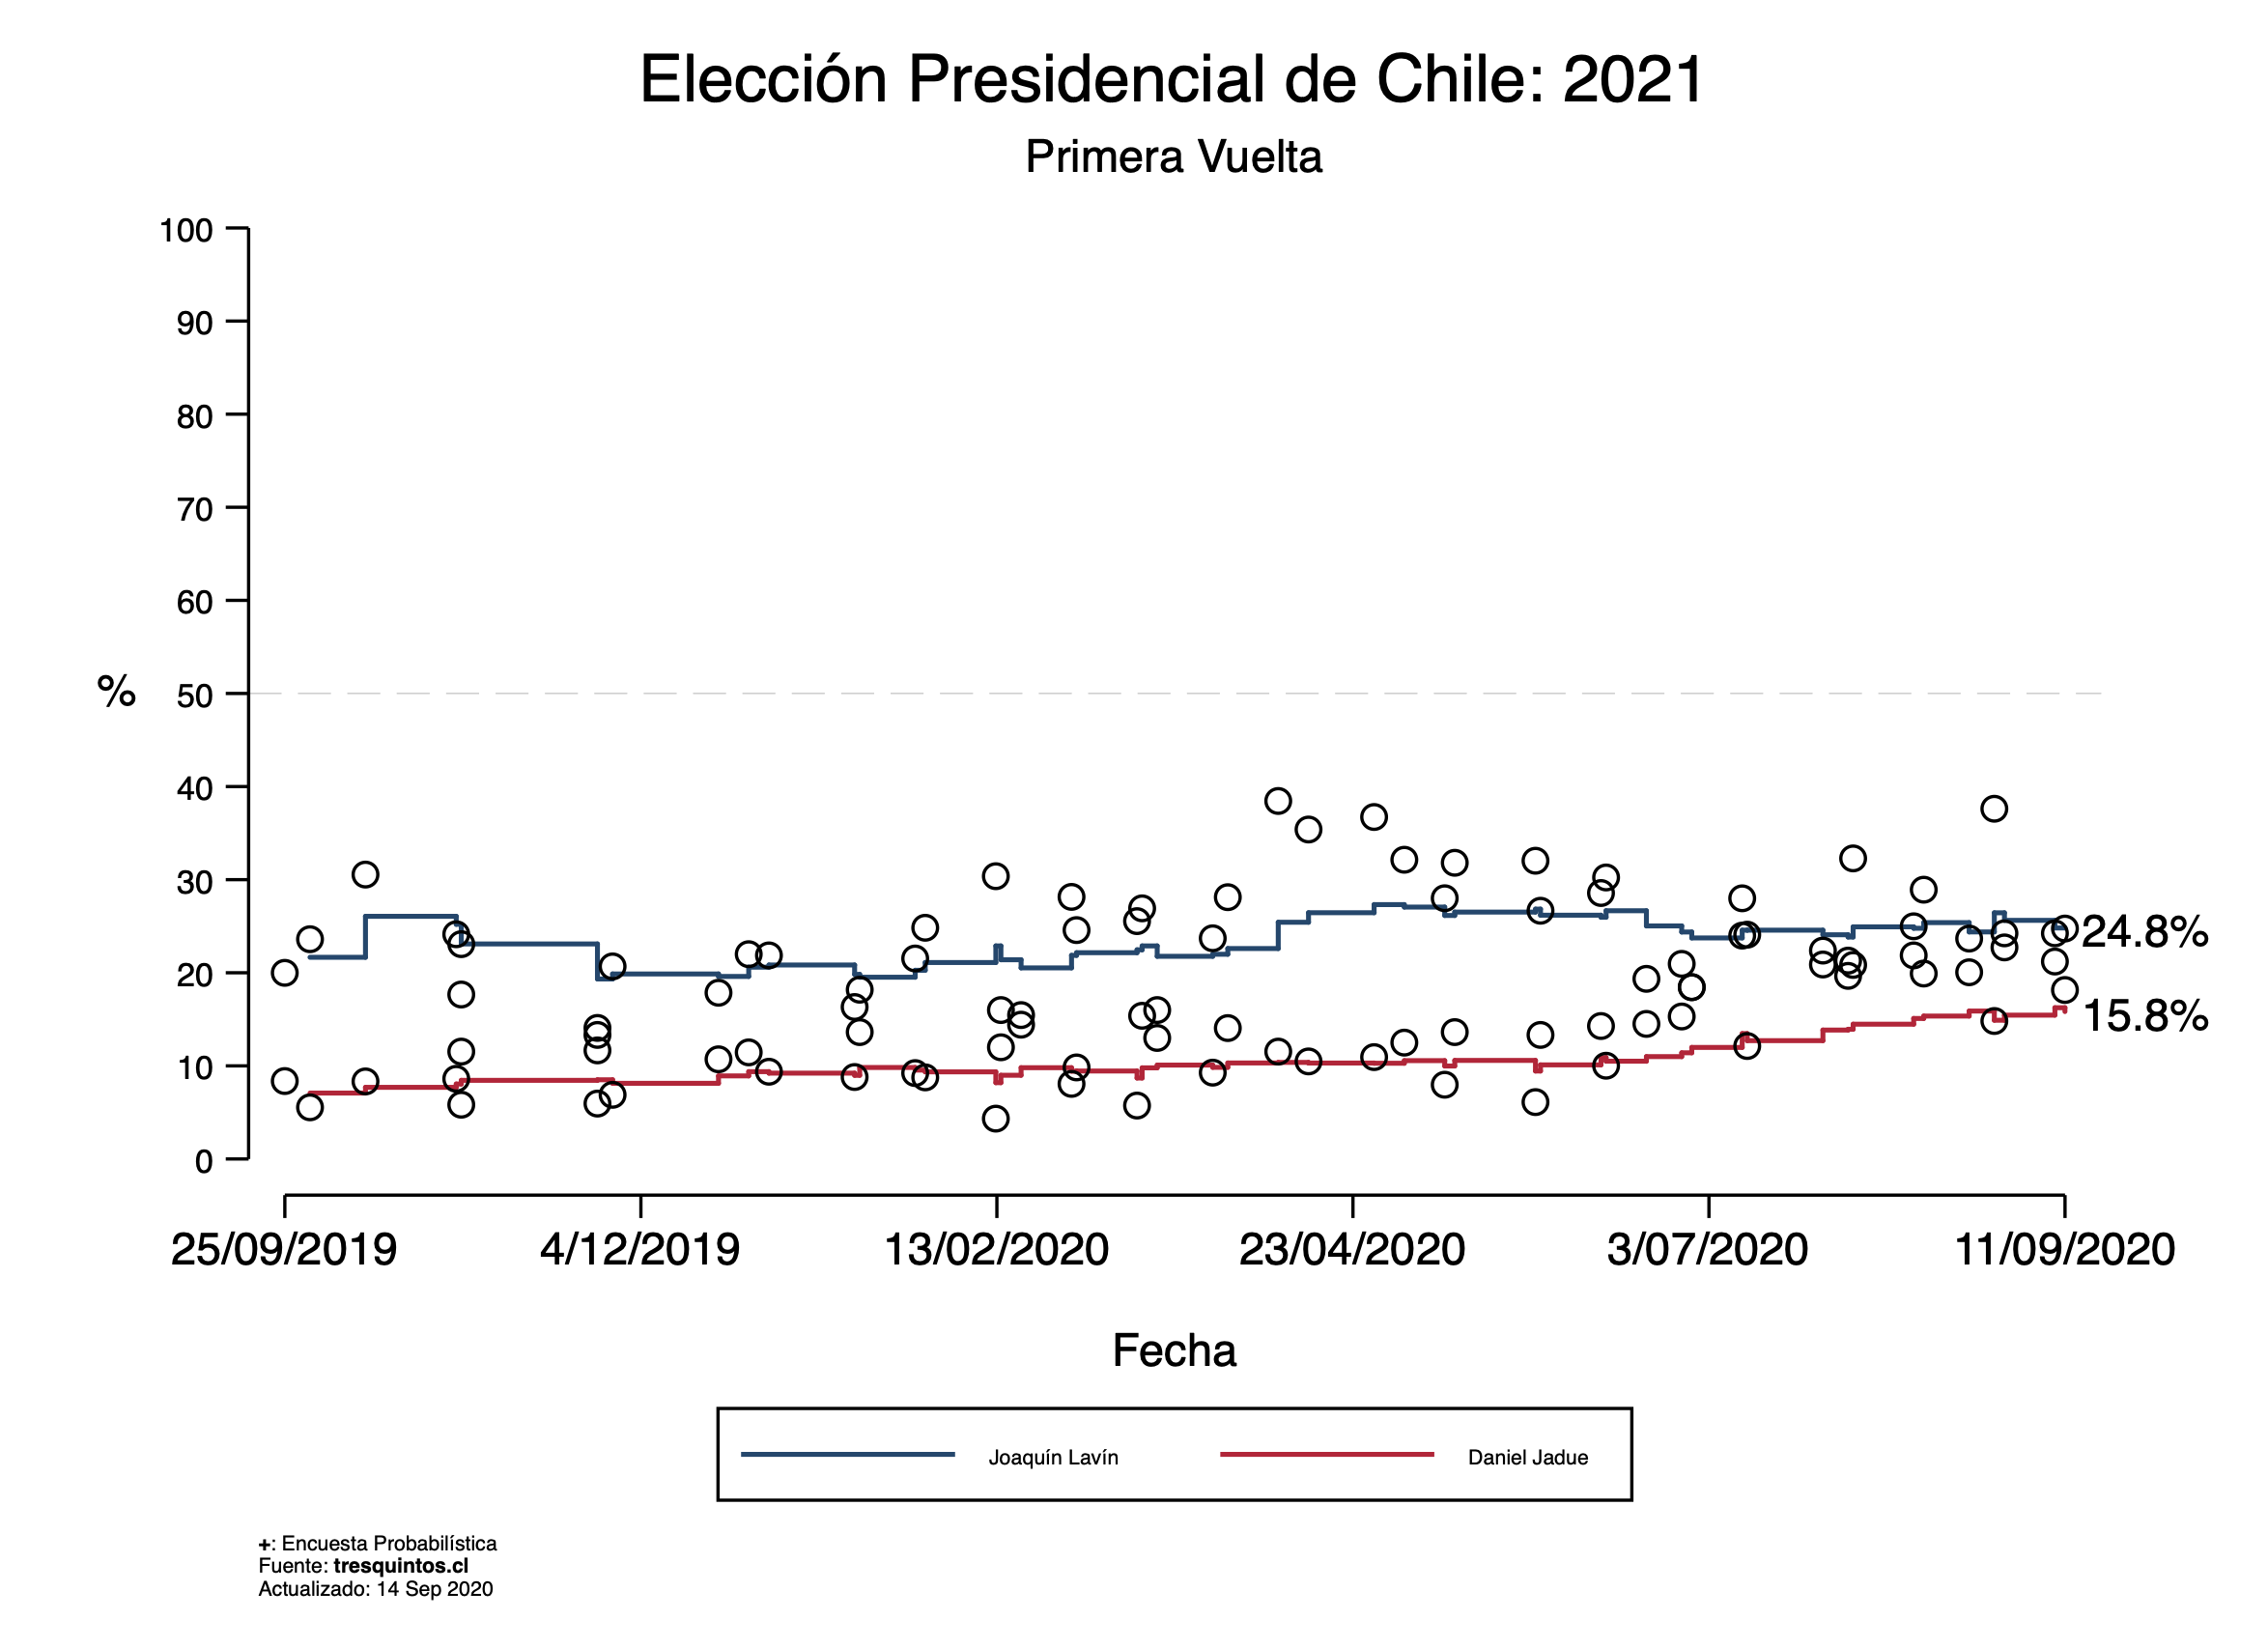 Elección Presidencial de Chile: 2021
Primera Vuelta
100
90
80
70
60
% 50
40
30
20
10
0
24.8%
15.8%
25/09/2019 4/12/2019 13/02/2020 23/04/2020 3/07/2020 11/09/2020
Fecha
Joaquín Lavín Daniel Jadue
+: Encuesta Probabilística
Fuente: tresquintos.cl
Actualizado: 14 Sep 2020